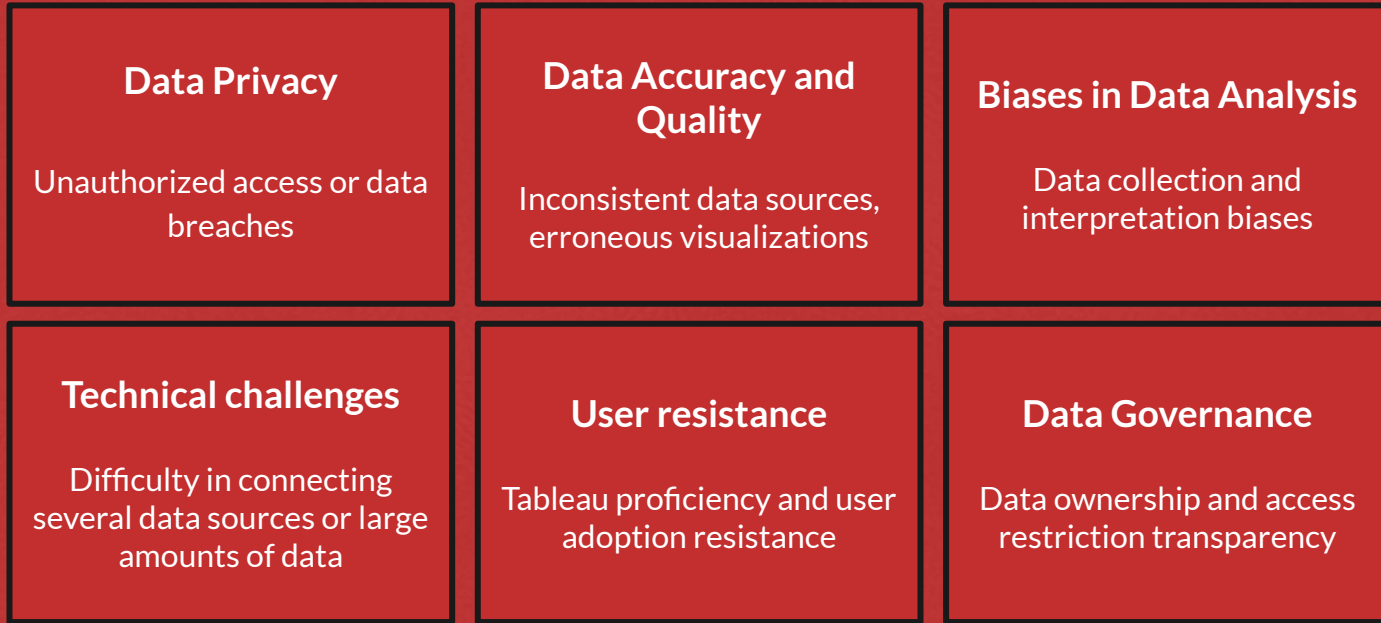 Data Privacy
Unauthorized access or data
breaches
Data Accuracy and
Quality
Inconsistent data sources,
erroneous visualizations
Biases in Data Analysis
Data collection and
interpretation biases
Technical challenges
Difficulty in connecting
several data sources or large
amounts of data
User resistance
Tableau proficiency and user
adoption resistance
Data Governance
Data ownership and access
restriction transparency